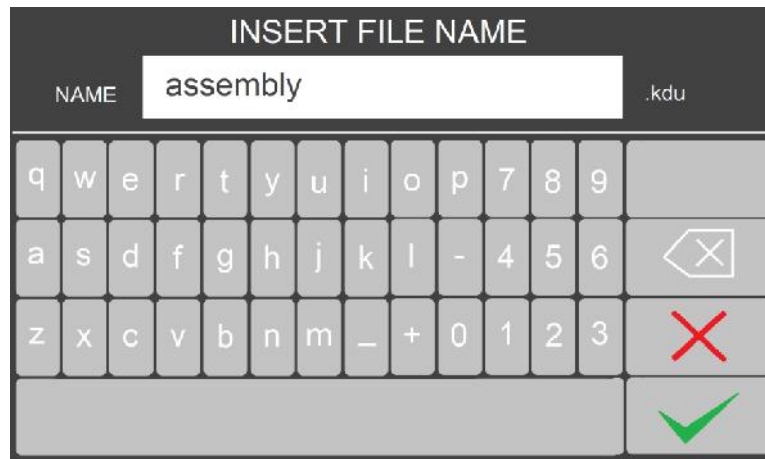 INSERT FILE NAME
NAME assembly .kdu
q w e r t y u i o p 7 8 9
a s d f g h j k l - 4 5 6
z x c v b n m _ + 0 1 2 3